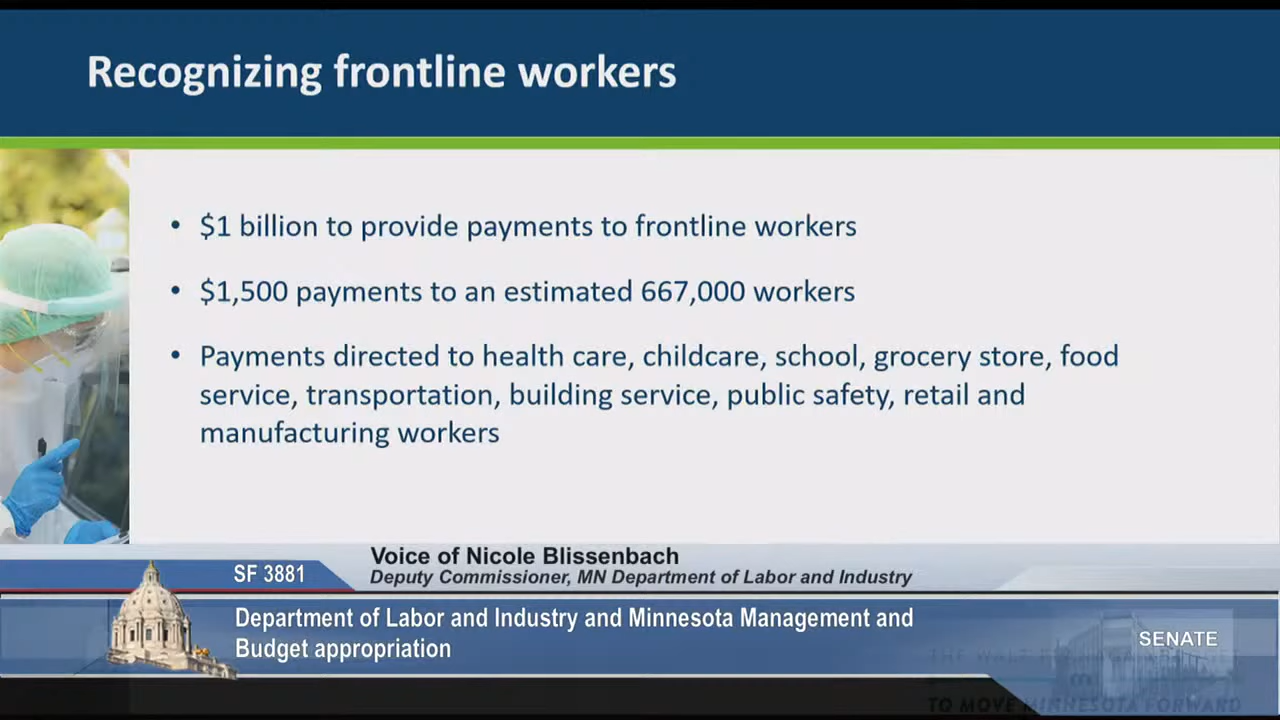 Recognizing frontline workers
• $1 billion to provide payments to frontline workers
• $1,500 payments to an estimated 667,000 workers
• Payments directed to health care, childcare, school, grocery store, food
service, transportation, building service, public safety, retail and
manufacturing workers
Voice of Nicole Blissenbach
SF 3881
Deputy Commissioner, MN Department of Labor and Industry
Department of Labor and Industry and Minnesota Management and
Budget appropriation
SENATE
TO MOVE MINNESOTA FORWARD